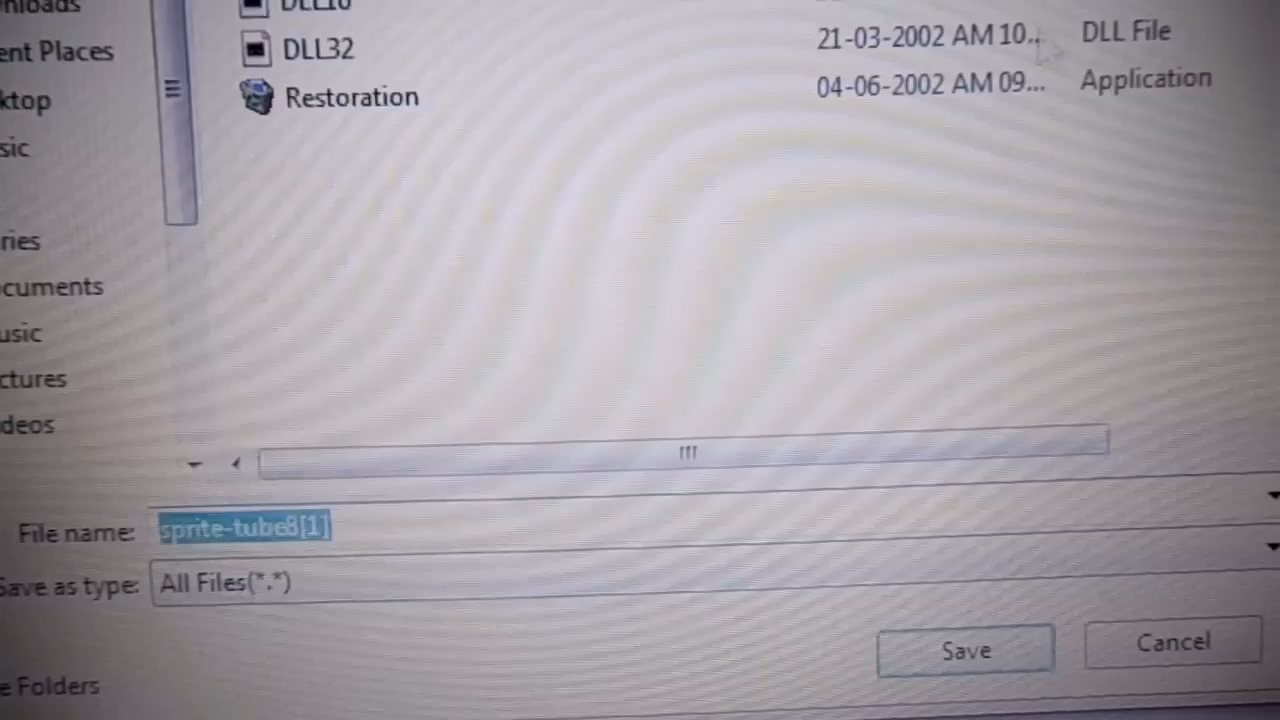 ent Places
DLL32
21-03-2002 AM 10...
DLL File
ktop
Restoration
04-06-2002 AM 09...
Application
sic
ries
ocuments
usic
ctures
deos
File name: sprite-tube8[1]
Save as type: All Files(*.*)
Save
Cancel
e Folders